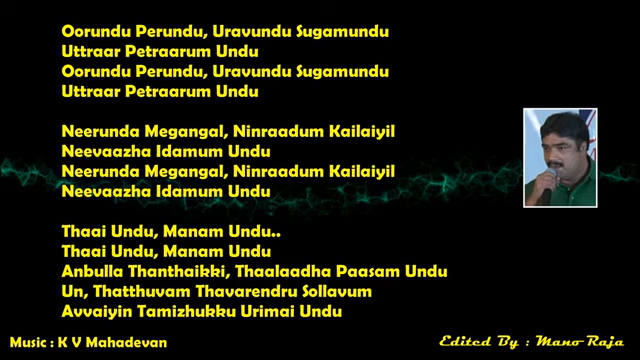 Oorundu Perundu, Uravundu Sugamundu
Uttraar Petraarum Undu
Oorundu Perundu, Uravundu Sugamundu
Uttraar Petraarum Undu
Neerunda Megangal, Ninraadum Kailaiyil
Neevaazha Idamum Undu
Neerunda Megangal, Ninraadum Kailaiyil
Neevaazha Idamum Undu
Thaai Undu, Manam Undu..
Thaai Undu, Manam Undu
Anbulla Thanthaikki, Thaalaadha Paasam Undu
Un, Thatthuvam Thavarendru Sollavum
Avvaiyin Tamizhukku Urimai Undu
Music : K V Mahadevan
Edited By : Mano Raja